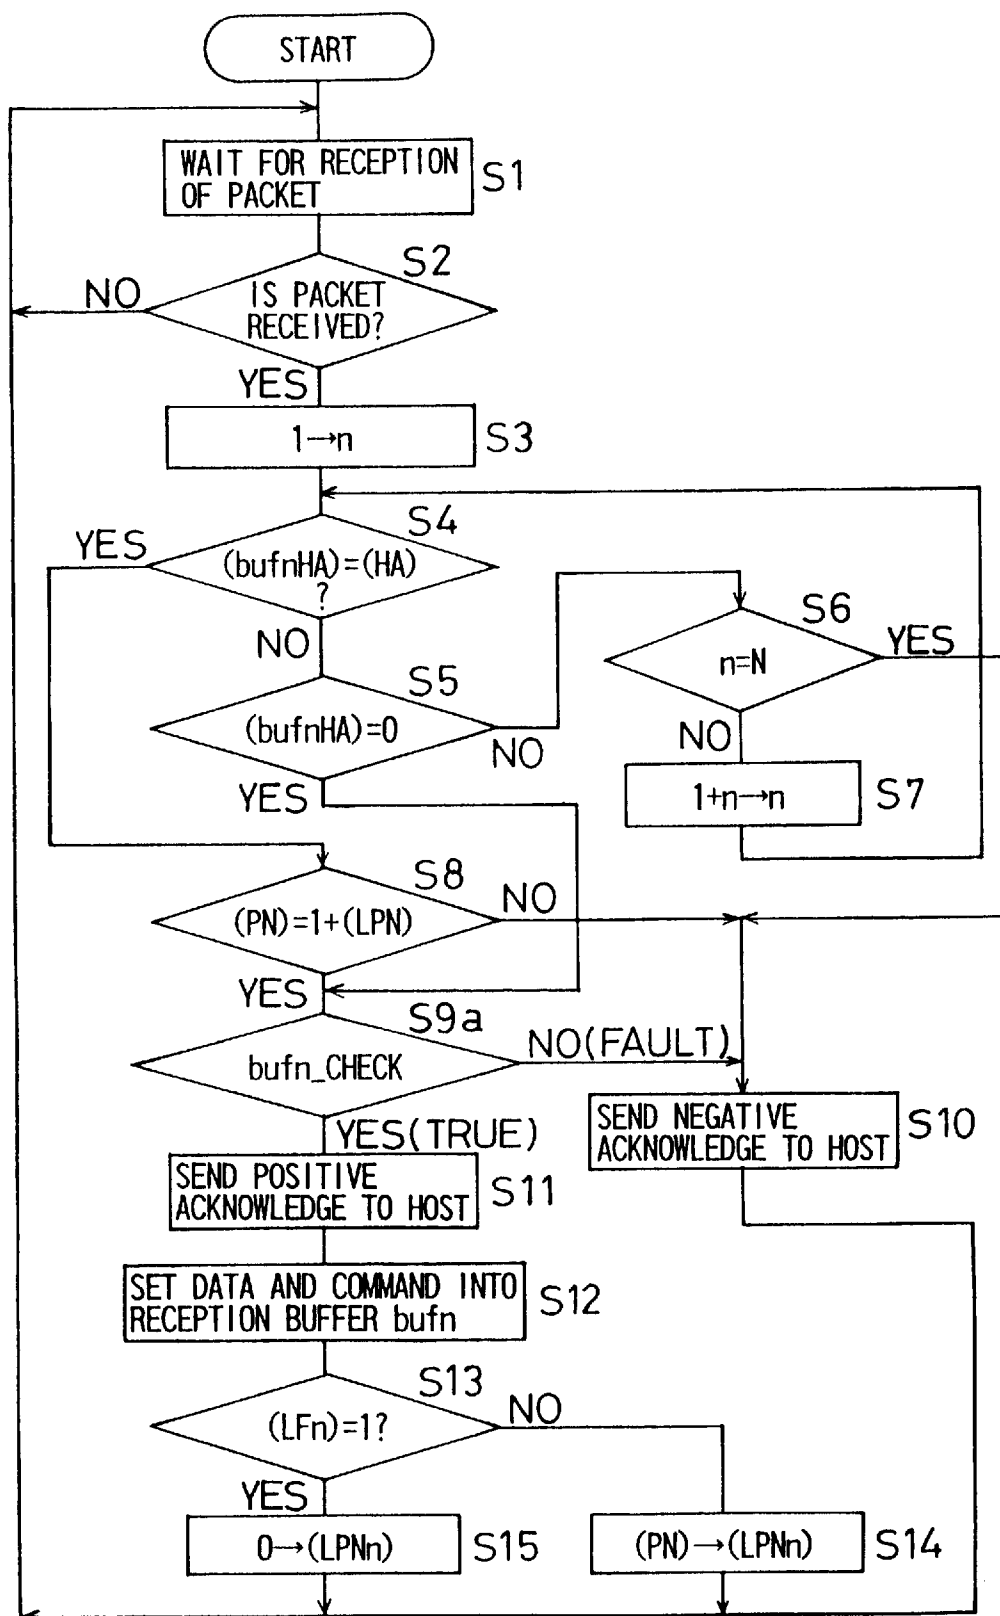 START
WAIT FOR RECEPTION
OF PACKET
S1
S2
NO
IS PACKET
RECEIVED?
YES
1→n
S3
S4
YES
(bufnHA)=(HA)
?
NO
S5
(bufnHA)=0
NO
YES
S6
n=N
YES
NO
1+n→n
S7
S8
(PN)=1+(LPN)
NO
YES
S9a
bufn_CHECK
NO(FAULT)
YES(TRUE)
SEND NEGATIVE
ACKNOWLEDGE TO HOST
S10
SEND POSITIVE
ACKNOWLEDGE TO HOST
S11
SET DATA AND COMMAND INTO
RECEPTION BUFFER bufn
S12
S13
(LFn)=1?
NO
YES
0→(LPNn)
S15
(PN)→(LPNn)
S14